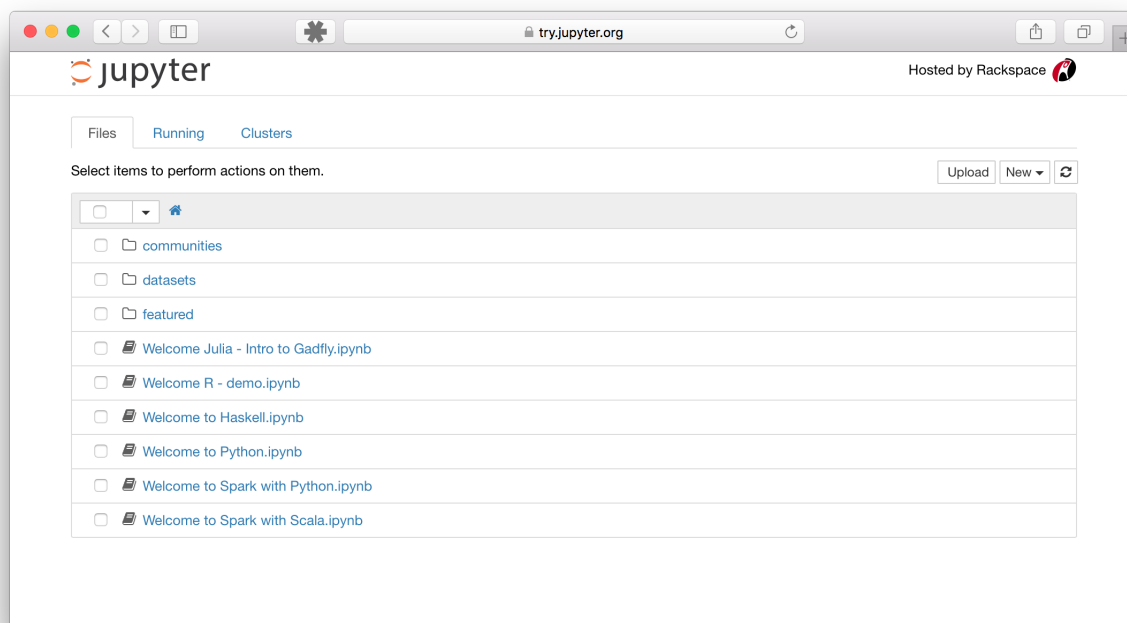 try.jupyter.org
jupyter
Hosted by Rackspace
Files Running Clusters
Select items to perform actions on them.
Upload New
communities
datasets
featured
Welcome Julia - Intro to Gadfly.ipynb
Welcome R - demo.ipynb
Welcome to Haskell.ipynb
Welcome to Python.ipynb
Welcome to Spark with Python.ipynb
Welcome to Spark with Scala.ipynb